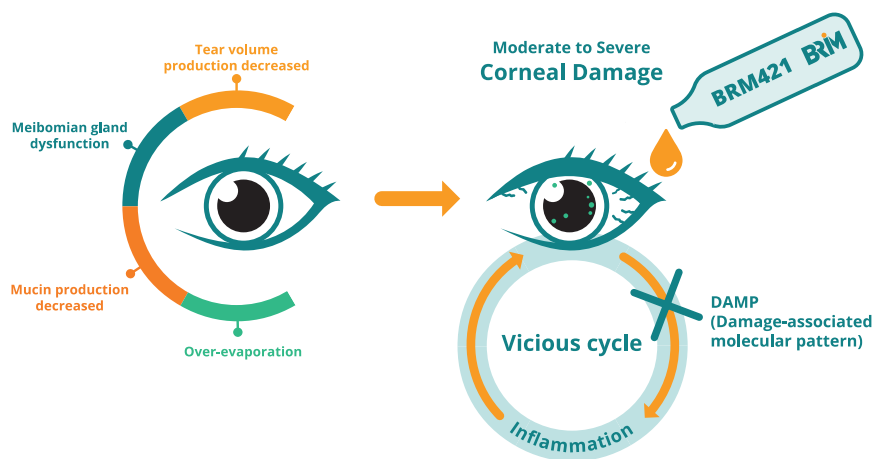 Tear volume
production decreased
Meibomian gland
dysfunction
Mucin production
decreased
Over-evaporation
Moderate to Severe
Corneal Damage
BRM421 BRIM
DAMP
(Damage-associated
molecular pattern)
Vicious cycle
Inflammation